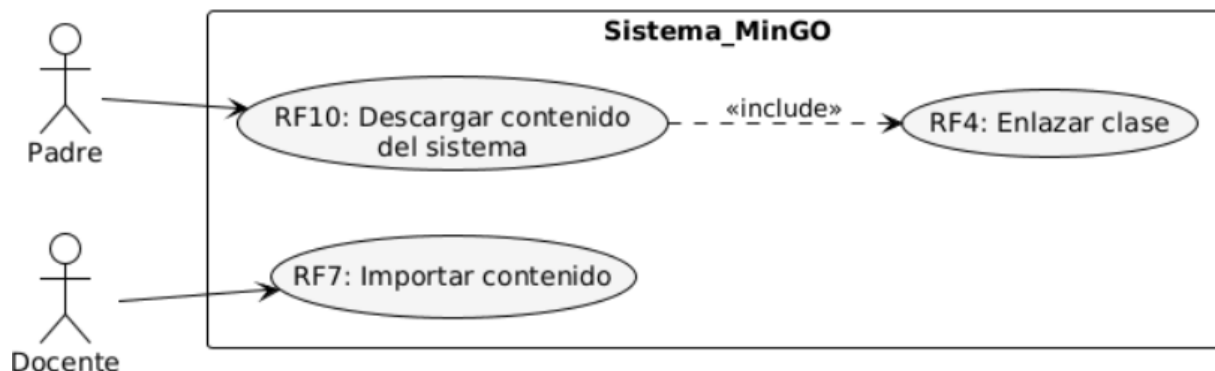 Sistema_MinGO
RF10: Descargar contenido
del sistema
«include»
RF4: Enlazar clase
Padre
RF7: Importar contenido
Docente